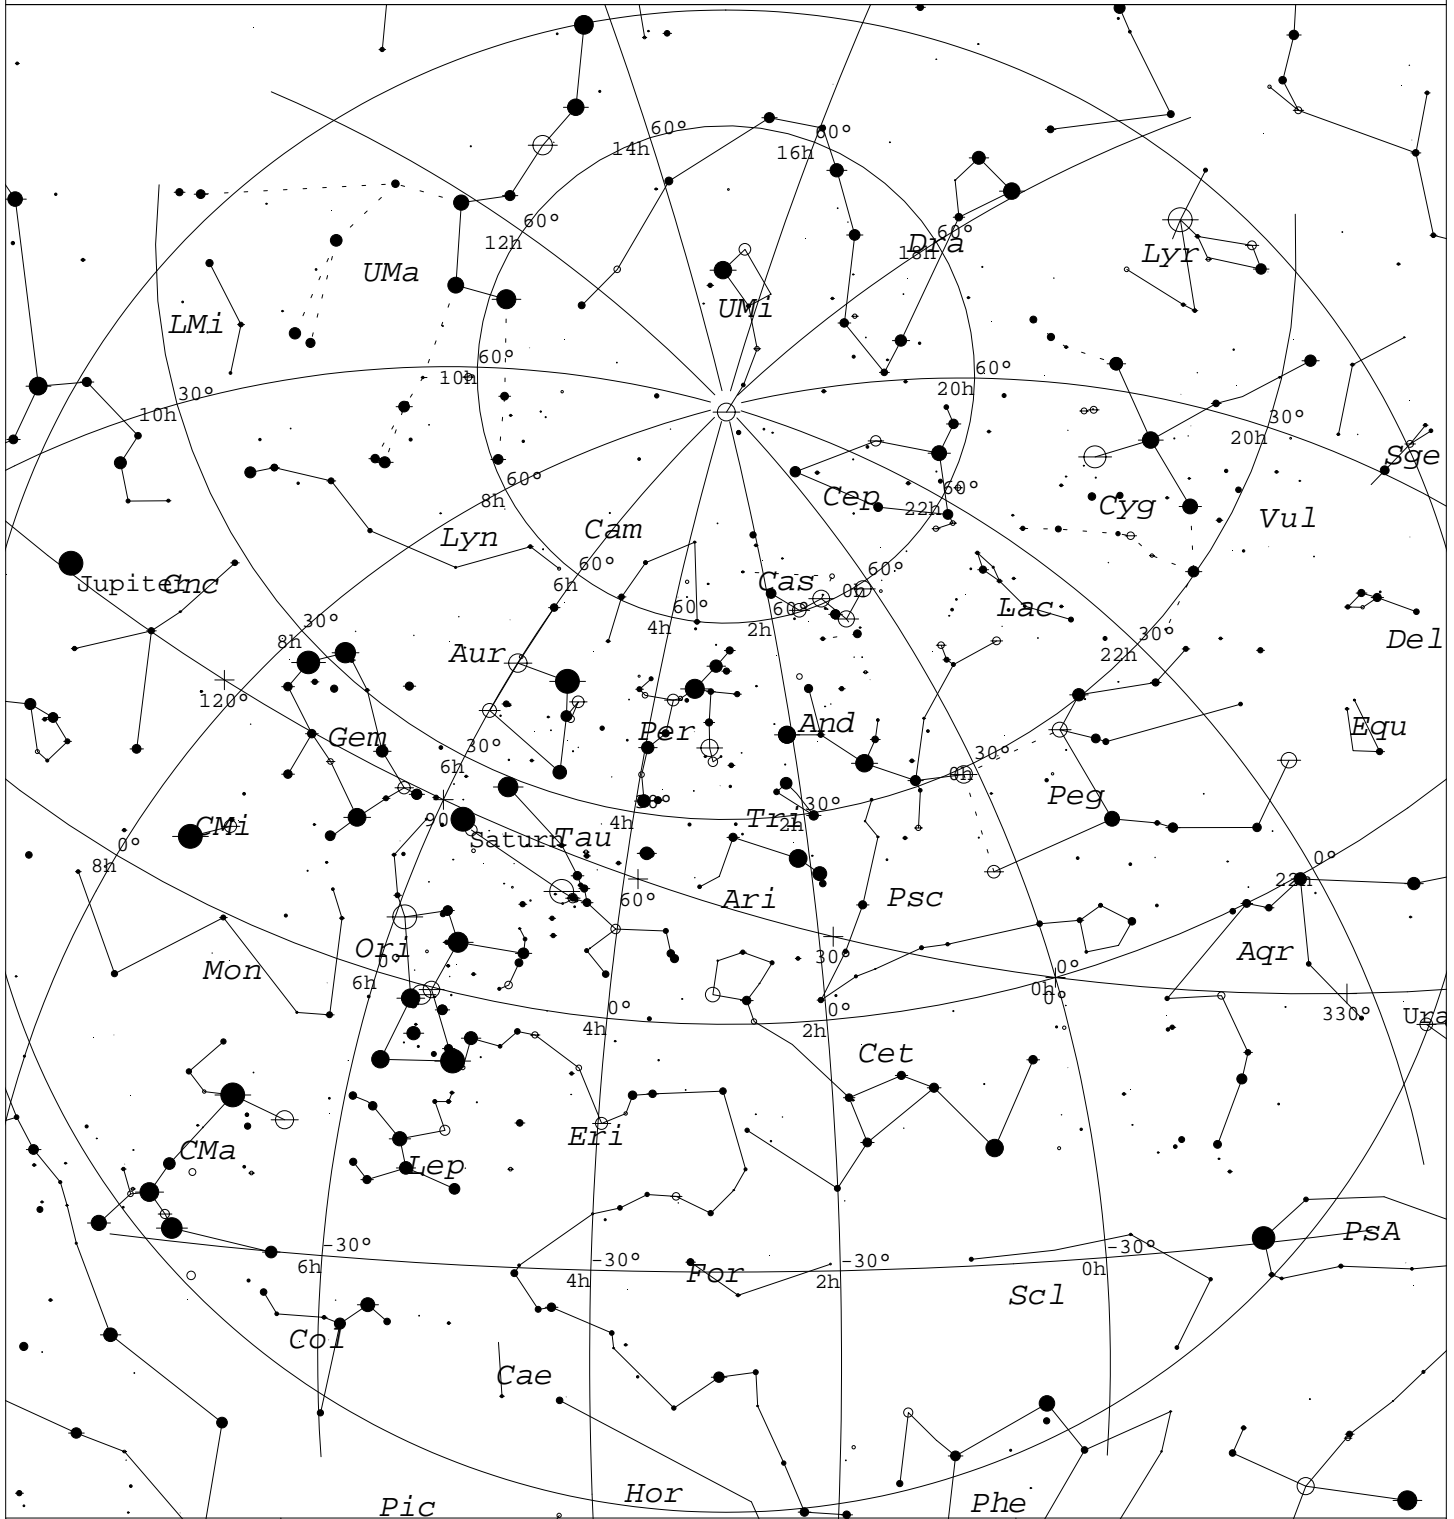 60°
14h
60°
16h
60°
12h
60°
18h
Dra
Lyr
UMa
UMi
LMi
60°
10h
30°
10h
60°
20h
30°
20h
Sge
60°
8h
60°
22h
Cep
Cyg
Vul
Lyn
Cam
60°
6h
60°
0h
Cas
Jupiter
Cnc
60°
4h
60°
2h
Lac
Del
30°
8h
Aur
30°
22h
120°
Gem
Per
And
Equ
30°
6h
30°
0h
Peg
30°
4h
Tri
30°
2h
CMi
90
Saturn
Tau
0°
8h
0°
22h
60°
Ari
Psc
Ori
Mon
0°
6h
30°
Aqr
0°
0h
0°
0°
4h
0°
2h
330°
Ura
Cet
Eri
CMa
Lep
PsA
-30°
6h
-30°
4h
For
-30°
2h
-30°
0h
Scl
Col
Cae
Hor
Pic
Phe